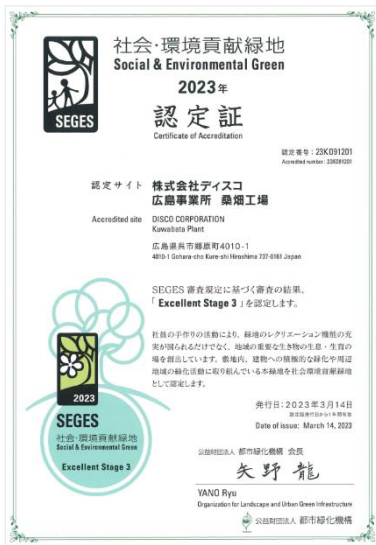 社会・環境貢献緑地
Social & Environmental Green
2023年
認定証
Certificate of Accreditation
SEGES
認定番号：23K091201
Accredited number: 23K091201
認定サイト 株式会社ディスコ
広島事業所 桑畑工場
Accredited site DISCO CORPORATION
Kuwabata Plant
広島県呉市郷原町4010-1
4010-1 Gohara-cho Kure-shi Hiroshima 737-0161 Japan
SEGES 審査規定に基づく審査の結果、
「Excellent Stage 3」を認定します。
社員の手作りの活動により、緑地のレクリエーション機能の充
実が図られるだけでなく、地域の重要な生き物の生息・生育の
場を創出しています。敷地内、建物への積極的な緑化や周辺
地域の緑化活動に取り組んでいる本緑地を社会環境貢献緑地
として認定します。
2023
SEGES
社会・環境貢献緑地
Social & Environmental Green
Excellent Stage 3
発行日：2023年3月14日
認定証発行日から1年間有効
Date of issue: March 14, 2023
公益財団法人 都市緑化機構 会長
矢野 龍
YANO Ryu
Organization for Landscape and Urban Green Infrastructure
公益財団法人 都市緑化機構